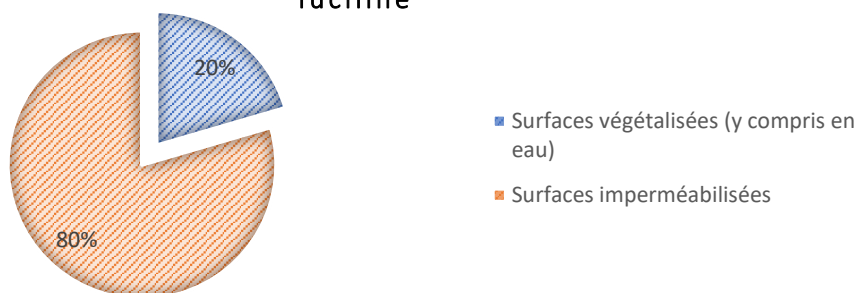 20%
Surfaces végétalisées (y compris en
eau)
Surfaces imperméabilisées
80%